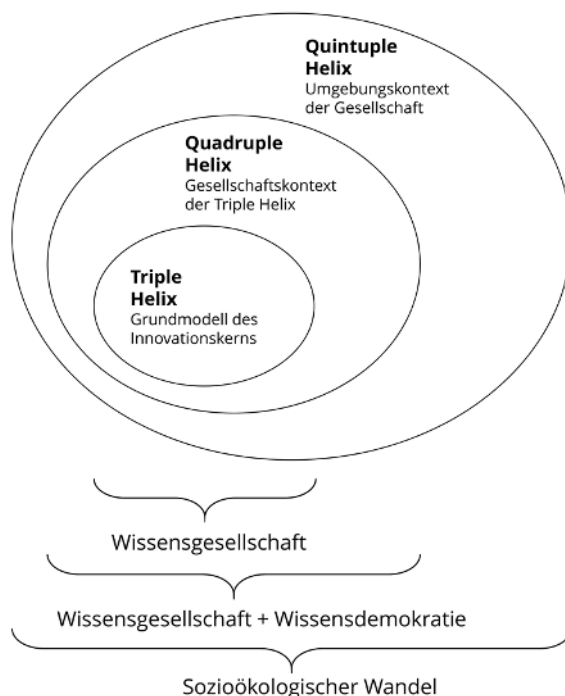 Quintuple
Helix
Umgebungskontext
der Gesellschaft
Quadruple
Helix
Gesellschaftskontext
der Triple Helix
Triple
Helix
Grundmodell des
Innovationskerns
Wissensgesellschaft
Wissensgesellschaft + Wissensdemokratie
Sozioökologischer Wandel